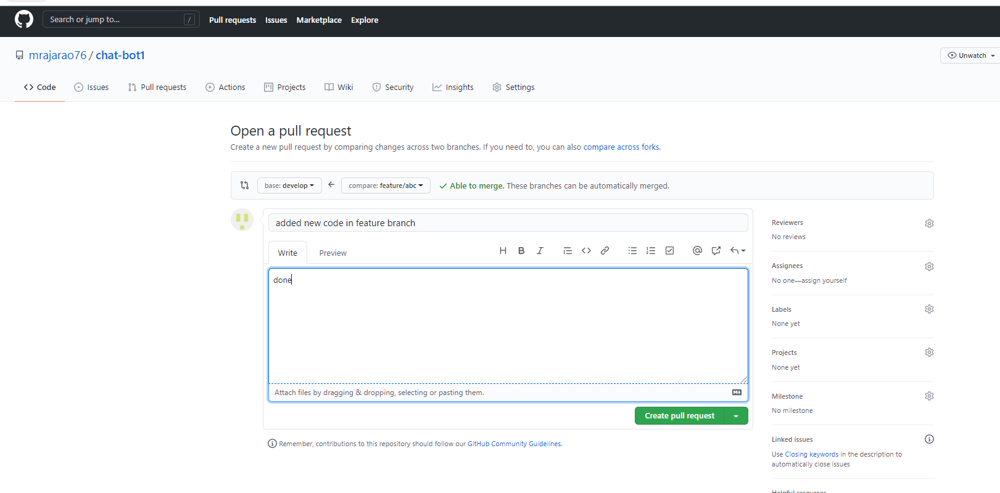 Search or jump to... /
Pull requests Issues Marketplace Explore
mrajarao76 / chat-bot1
Unwatch
Code Issues Pull requests Actions Projects Wiki Security Insights Settings
Open a pull request
Create a new pull request by comparing changes across two branches. If you need to, you can also compare across forks.
base: develop compare: feature/abc Able to merge. These branches can be automatically merged.
added new code in feature branch
Write Preview
H B I @
done
Attach files by dragging & dropping, selecting or pasting them.
Create pull request
Remember, contributions to this repository should follow our GitHub Community Guidelines.
Reviewers
No reviews
Assignees
No one—assign yourself
Labels
None yet
Projects
None yet
Milestone
No milestone
Linked issues
Use Closing keywords in the description to
automatically close issues
Helpful resources